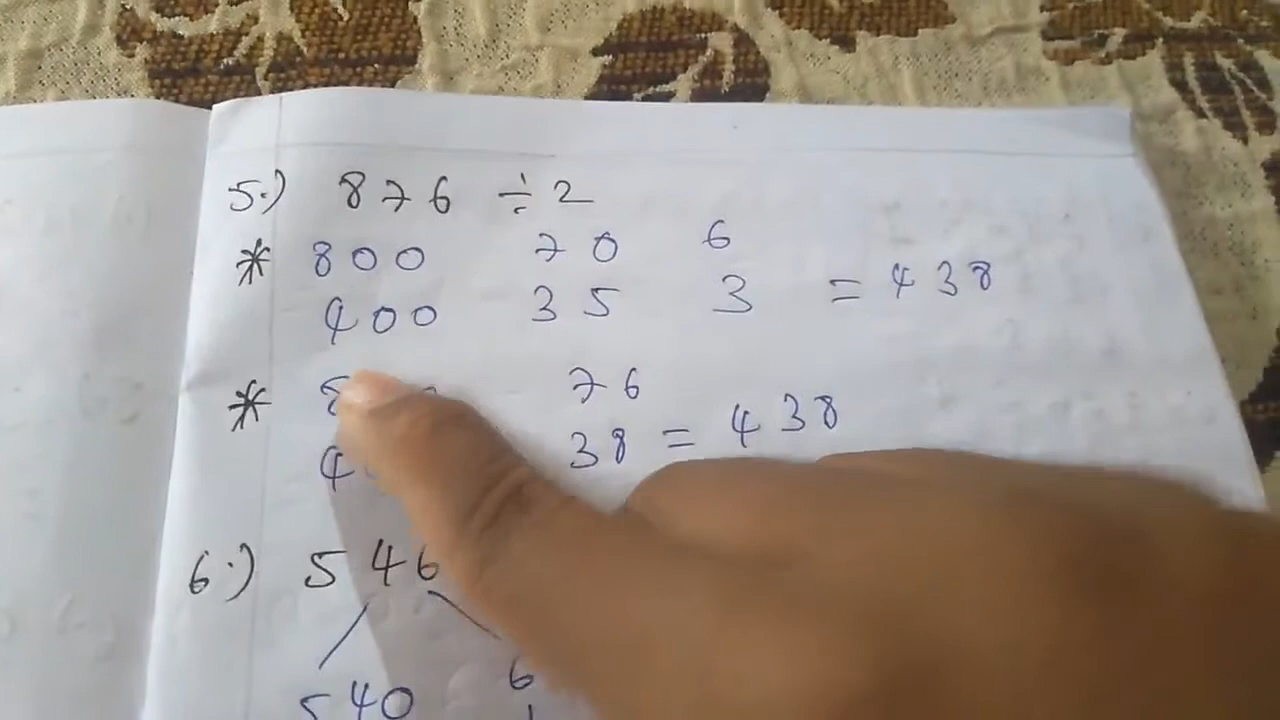 5.) 876 ÷ 2
* 800 70 6
400 35 3 = 438
* 76
38 = 438
6.) 546
540 6